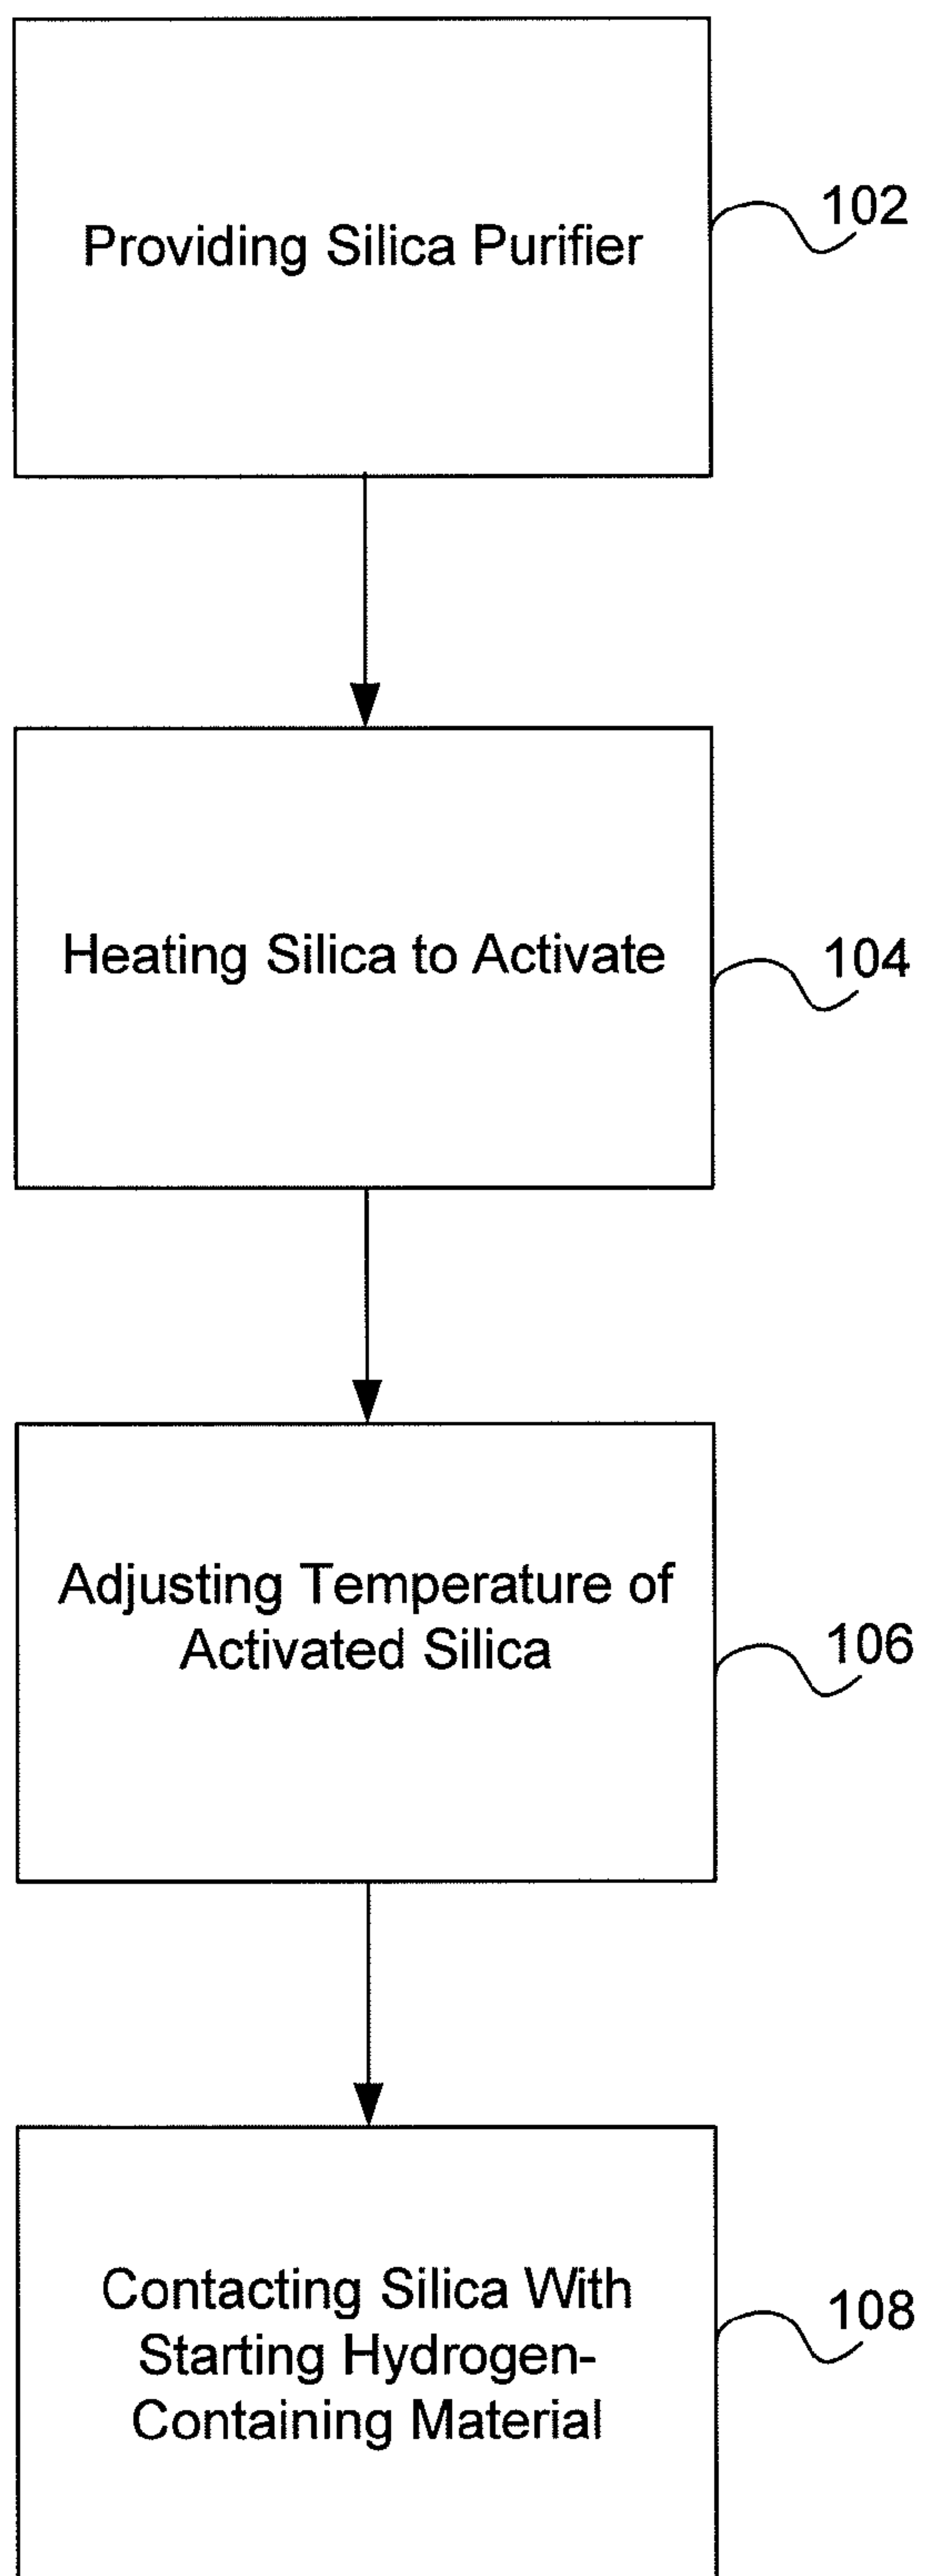 Providing Silica Purifier
102
Heating Silica to Activate
104
Adjusting Temperature of
Activated Silica
106
Contacting Silica With
Starting Hydrogen-
Containing Material
108